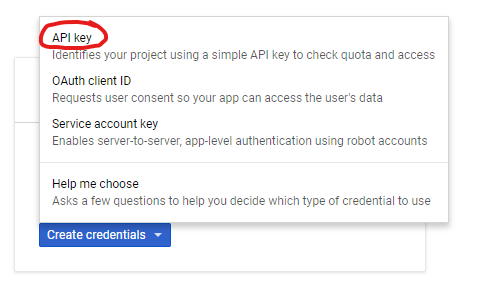 API key
Identifies your project using a simple API key to check quota and access
OAuth client ID
Requests user consent so your app can access the user's data
Service account key
Enables server-to-server, app-level authentication using robot accounts
Help me choose
Asks a few questions to help you decide which type of credential to use
Create credentials